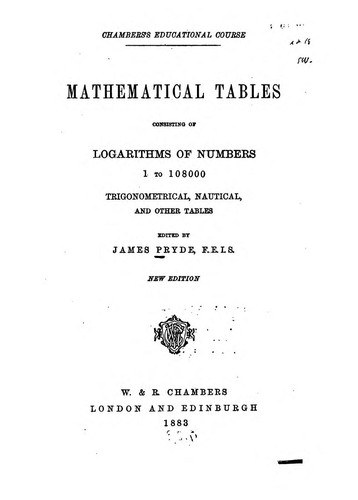 CHAMBERS'S EDUCATIONAL COURSE
MATHEMATICAL TABLES
CONSISTING OF
LOGARITHMS OF NUMBERS
1 TO 108000
TRIGONOMETRICAL, NAUTICAL,
AND OTHER TABLES
EDITED BY
JAMES PRYDE, F.E.I.S.
NEW EDITION
W. & R. CHAMBERS
LONDON AND EDINBURGH
1883